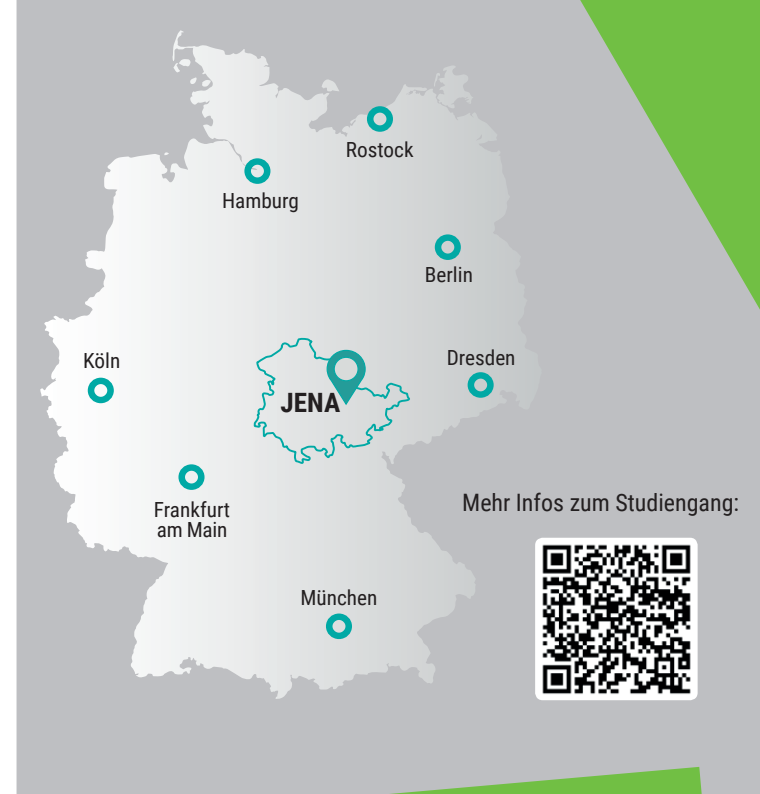 Rostock
Hamburg
Berlin
Köln
Dresden
JENA
Frankfurt
am Main
Mehr Infos zum Studiengang:
München